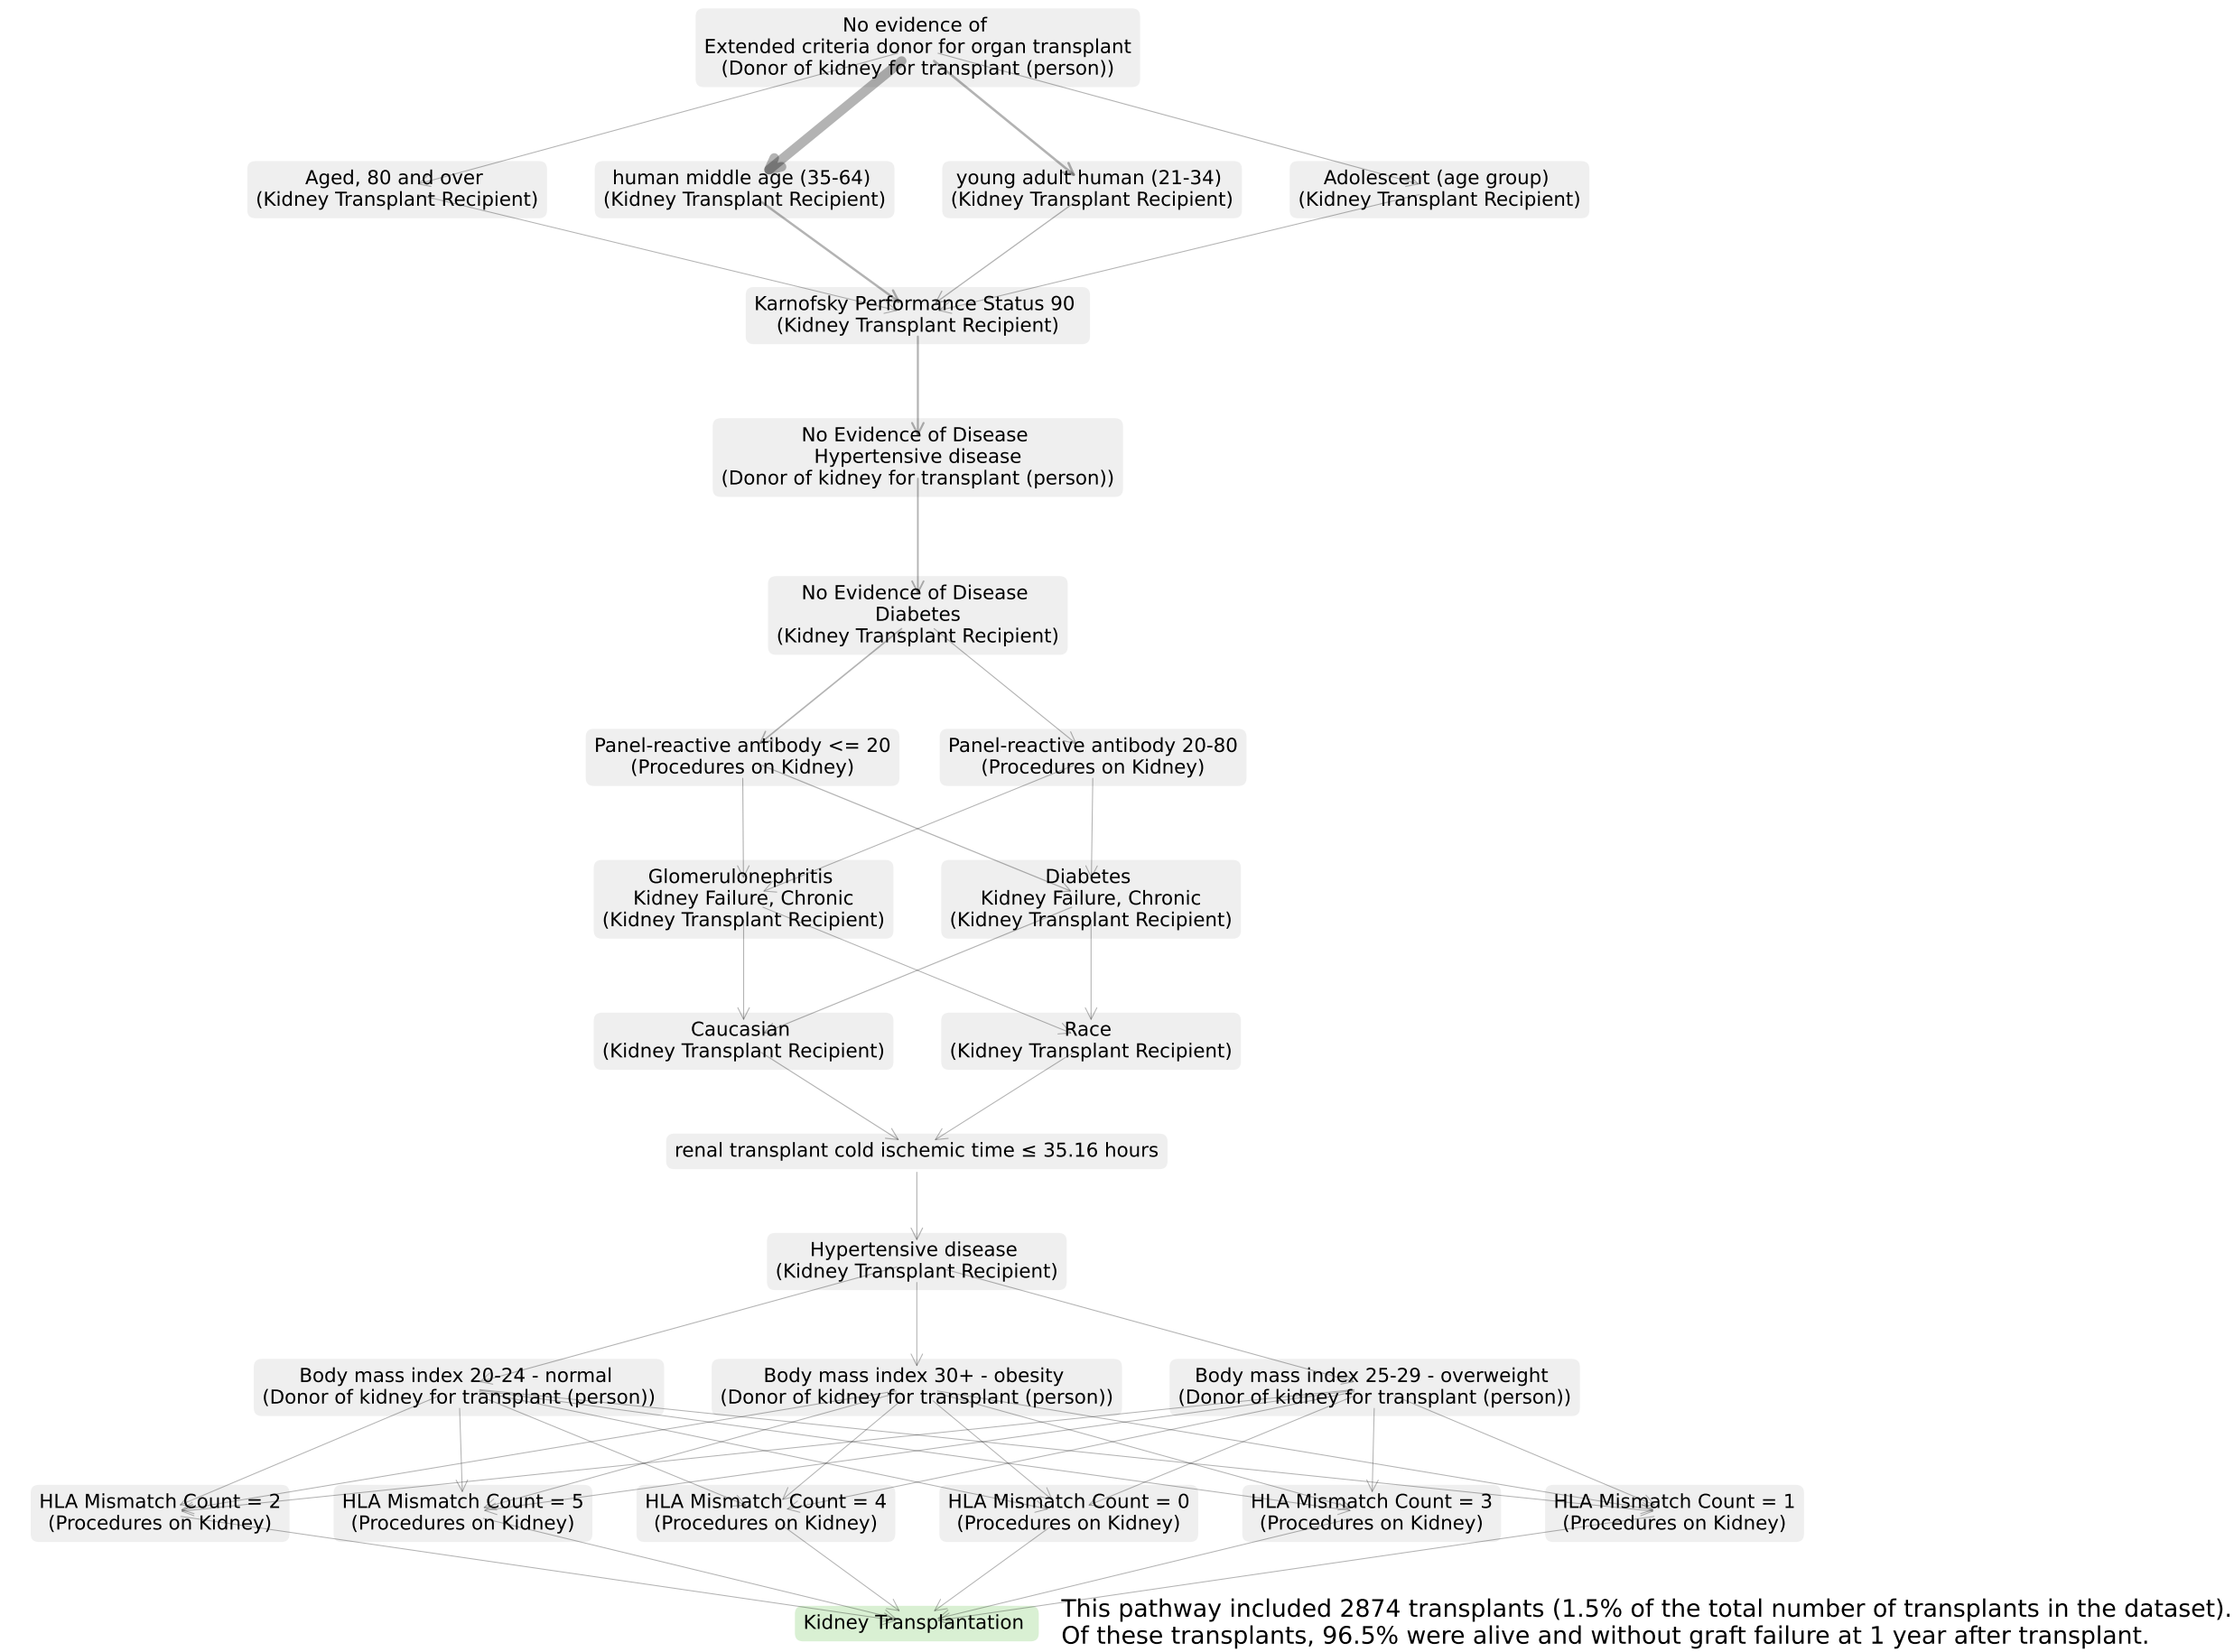 No evidence of
Extended criteria donor for organ transplant
(Donor of kidney for transplant (person))
Aged, 80 and over
(Kidney Transplant Recipient)
human middle age (35-64)
(Kidney Transplant Recipient)
young adult human (21-34)
(Kidney Transplant Recipient)
Adolescent (age group)
(Kidney Transplant Recipient)
Karnofsky Performance Status 90
(Kidney Transplant Recipient)
No Evidence of Disease
Hypertensive disease
(Donor of kidney for transplant (person))
No Evidence of Disease
Diabetes
(Kidney Transplant Recipient)
Panel-reactive antibody <= 20
(Procedures on Kidney)
Panel-reactive antibody 20-80
(Procedures on Kidney)
Glomerulonephritis
Kidney Failure, Chronic
(Kidney Transplant Recipient)
Diabetes
Kidney Failure, Chronic
(Kidney Transplant Recipient)
Caucasian
(Kidney Transplant Recipient)
Race
(Kidney Transplant Recipient)
renal transplant cold ischemic time ≤ 35.16 hours
Hypertensive disease
(Kidney Transplant Recipient)
Body mass index 20-24 - normal
(Donor of kidney for transplant (person))
Body mass index 30+ - obesity
(Donor of kidney for transplant (person))
Body mass index 25-29 - overweight
(Donor of kidney for transplant (person))
HLA Mismatch Count = 2
(Procedures on Kidney)
HLA Mismatch Count = 5
(Procedures on Kidney)
HLA Mismatch Count = 4
(Procedures on Kidney)
HLA Mismatch Count = 0
(Procedures on Kidney)
HLA Mismatch Count = 3
(Procedures on Kidney)
HLA Mismatch Count = 1
(Procedures on Kidney)
Kidney Transplantation
This pathway included 2874 transplants (1.5% of the total number of transplants in the dataset).
Of these transplants, 96.5% were alive and without graft failure at 1 year after transplant.